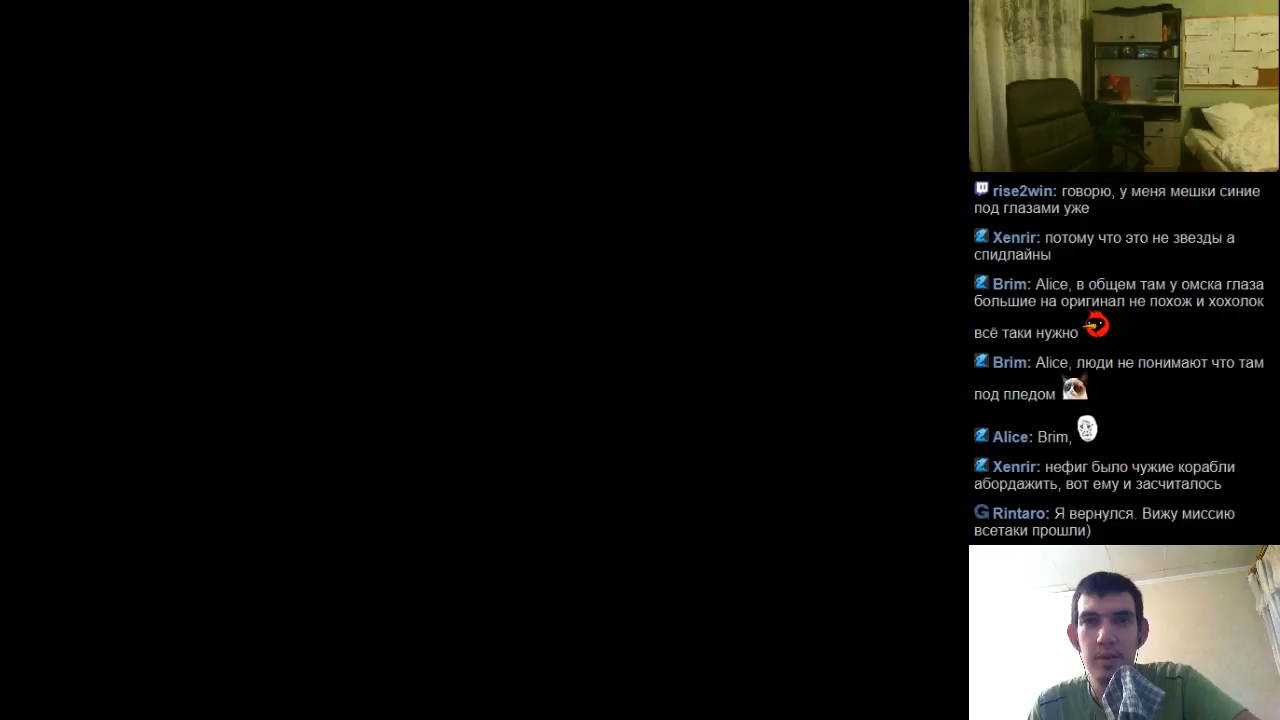 rise2win: говорю, у меня мешки синие
под глазами уже
Xenrir: потому что это не звезды а
спидлайны
Brim: Alice, в общем там у омска глаза
большие на оригинал не похож и хохолок
всё таки нужно
Brim: Alice, люди не понимают что там
под пледом
Alice: Brim,
Xenrir: нефиг было чужие корабли
абордажить, вот ему и засчиталось
Rintaro: Я вернулся. Вижу миссию
всетаки прошли)